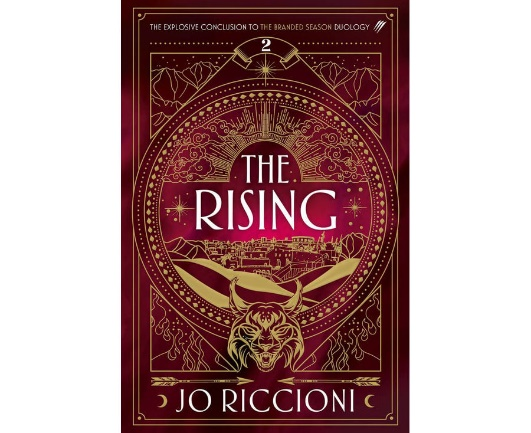 THE EXPLOSIVE CONCLUSION TO THE BRANDED SEASON DUOLOGY
2
THE
RISING
JO RICCIONI